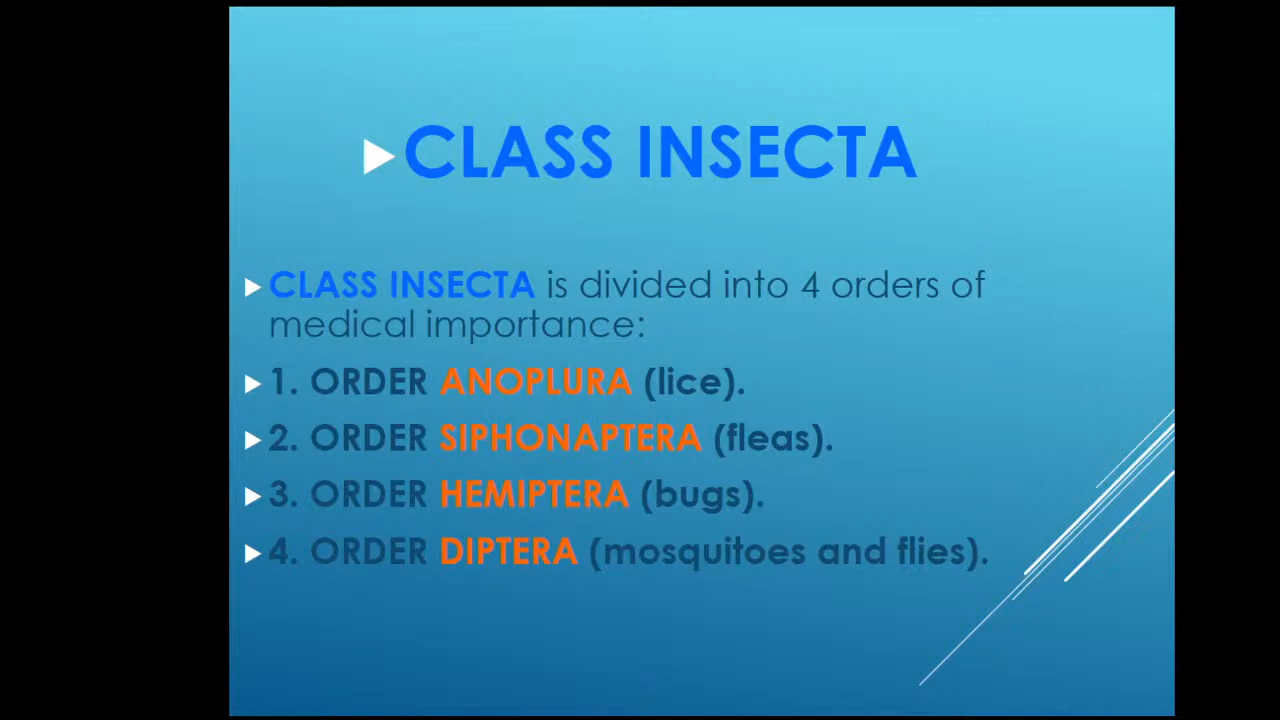 CLASS INSECTA
CLASS INSECTA is divided into 4 orders of
medical importance:
1. ORDER ANOPLURA (lice).
2. ORDER SIPHONAPTERA (fleas).
3. ORDER HEMIPTERA (bugs).
4. ORDER DIPTERA (mosquitoes and flies).